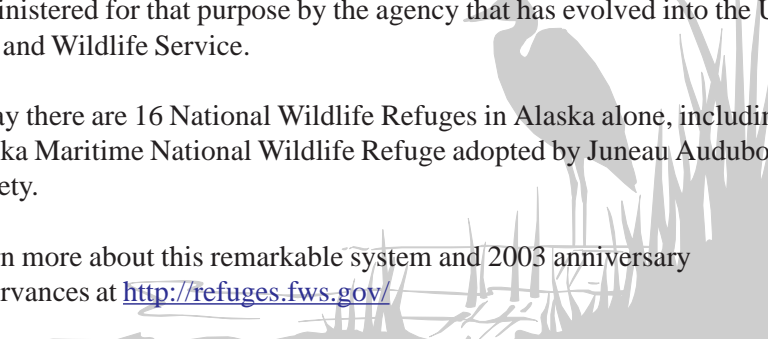 inistered for that purpose by the agency that has evolved into the U
and Wildlife Service.
ay there are 16 National Wildlife Refuges in Alaska alone, includin
ka Maritime National Wildlife Refuge adopted by Juneau Audubo
ety.
n more about this remarkable system and 2003 anniversary
rvances at http://refuges.fws.gov/